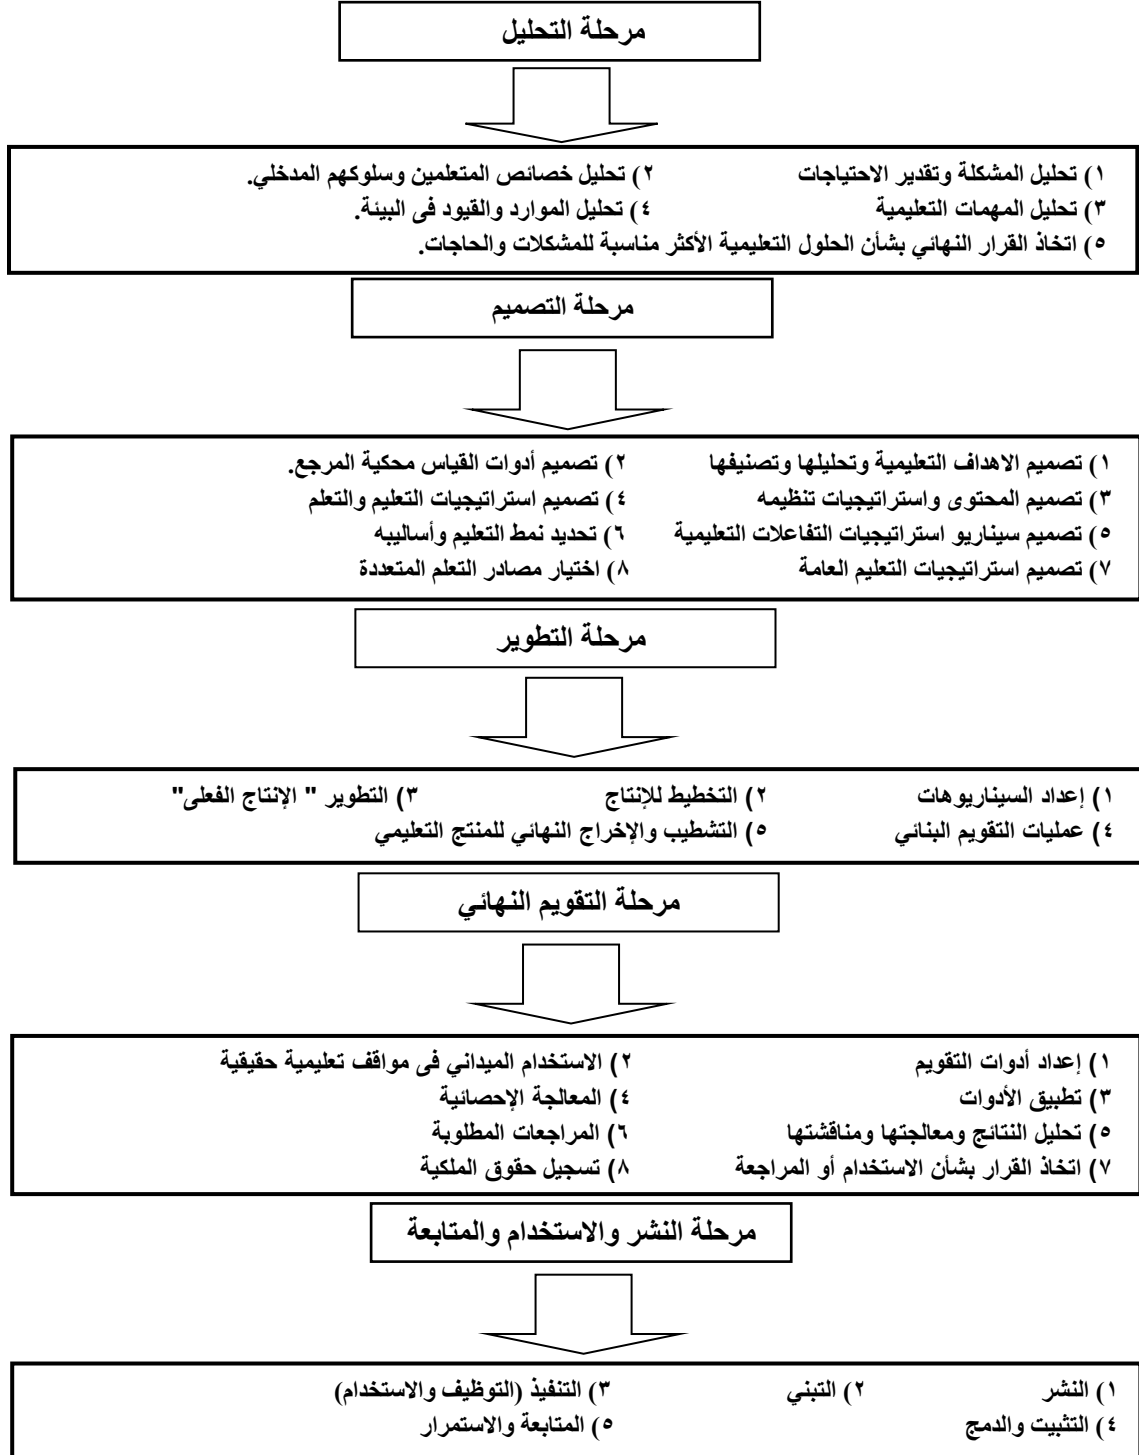 مرحلة التحليل
١) تحليل المشكلة وتقدير الاحتياجات ٢) تحليل خصائص المتعلمين وسلوكهم المدخلي.
٣) تحليل المهمات التعليمية ٤) تحليل الموارد والقيود فى البيئة.
٥) اتخاذ القرار النهائي بشأن الحلول التعليمية الأكثر مناسبة للمشكلات والحاجات.
مرحلة التصميم
١) تصميم الاهداف التعليمية وتحليلها وتصنيفها ٢) تصميم أدوات القياس محكية المرجع.
٣) تصميم المحتوى واستراتيجيات تنظيمه ٤) تصميم استراتيجيات التعليم والتعلم
٥) تصميم سيناريو استراتيجيات التفاعلات التعليمية ٦) تحديد نمط التعليم وأساليبه
٧) تصميم استراتيجيات التعليم العامة ٨) اختيار مصادر التعلم المتعددة
مرحلة التطوير
١) إعداد السيناريوهات ٢) التخطيط للإنتاج ٣) التطوير " الإنتاج الفعلى"
٤) عمليات التقويم البنائي ٥) التشطيب والإخراج النهائي للمنتج التعليمي
مرحلة التقويم النهائي
١) إعداد أدوات التقويم ٢) الاستخدام الميداني فى مواقف تعليمية حقيقية
٣) تطبيق الأدوات ٤) المعالجة الإحصائية
٥) تحليل النتائج ومعالجتها ومناقشتها ٦) المراجعات المطلوبة
٧) اتخاذ القرار بشأن الاستخدام أو المراجعة ٨) تسجيل حقوق الملكية
مرحلة النشر والاستخدام والمتابعة
١) النشر ٢) التبني ٣) التنفيذ (التوظيف والاستخدام)
٤) التثبيت والدمج ٥) المتابعة والاستمرار